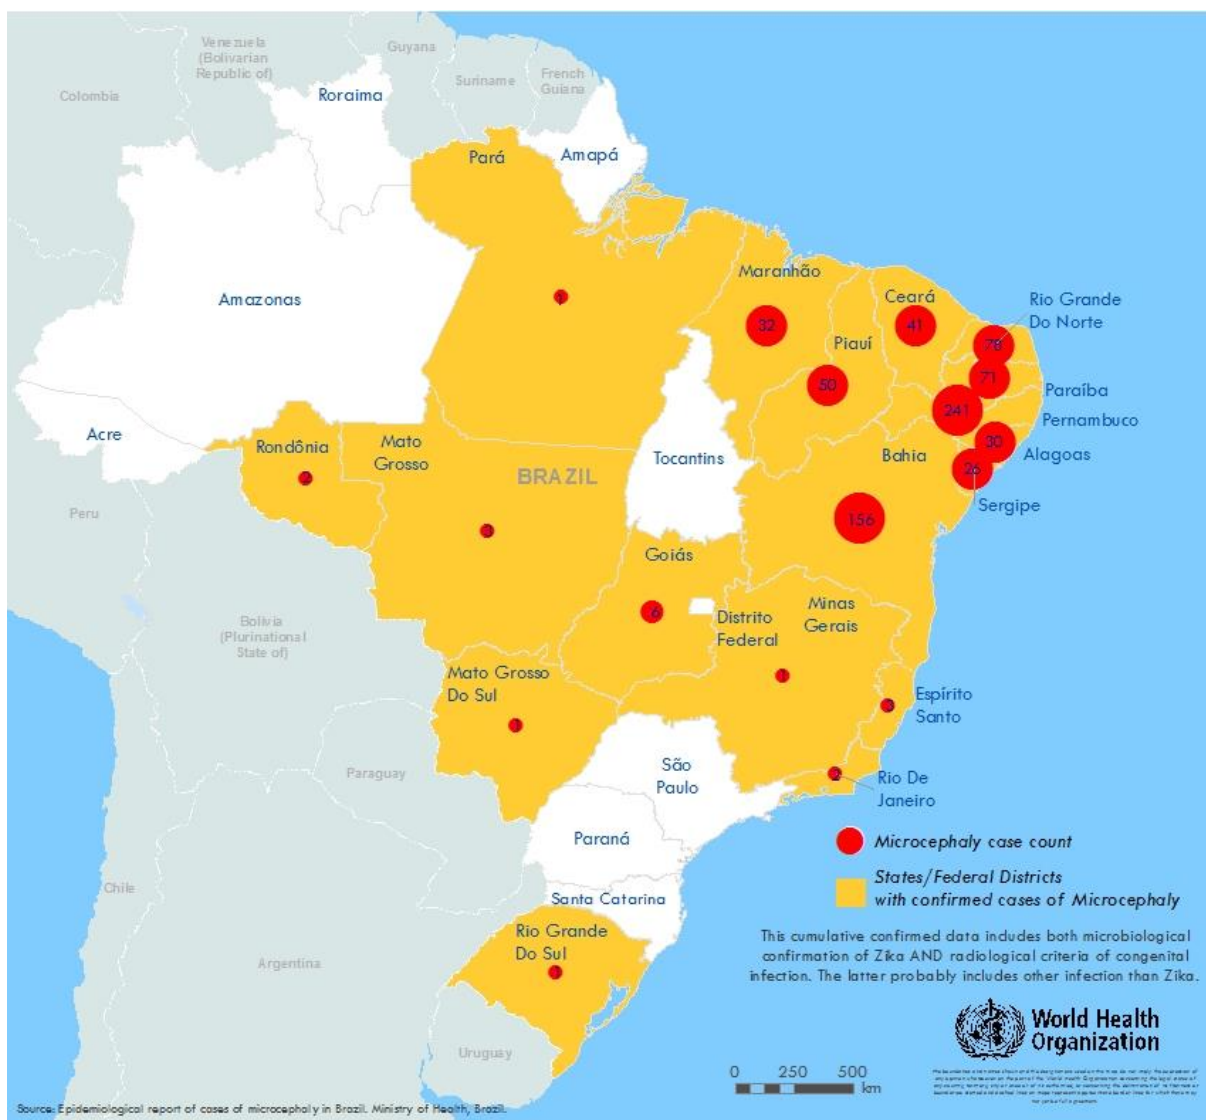 Venezuela
(Bolivarian
Republic of)
Guyana
Suriname
French
Guiana
Colombia
Roraima
Amapá
Pará
Amazonas
1
Maranhão
32
Ceará
41
Rio Grande
Do Norte
78
Piauí
50
71
Paraíba
241
Pernambuco
Acre
Rondônia
2
Mato
Grosso
BRAZIL
Tocantins
Bahia
30
Alagoas
26
Sergipe
Peru
156
Goiás
6
Distrito
Federal
Minas
Gerais
1
Bolivia
(Plurinational
State of)
Mato Grosso
Do Sul
Espírito
Santo
3
São
Paulo
2
Rio De
Janeiro
Paraguay
Paraná
Santa Catarina
Chile
Argentina
Rio Grande
Do Sul
Uruguay
Microcephaly case count
States/Federal Districts
with confirmed cases of Microcephaly
This cumulative confirmed data includes both microbiological
confirmation of Zika AND radiological criteria of congenital
infection. The latter probably includes other infection than Zika.
World Health
Organization
0 250 500
km
Source: Epidemiological report of cases of microcephaly in Brazil. Ministry of Health, Brazil.